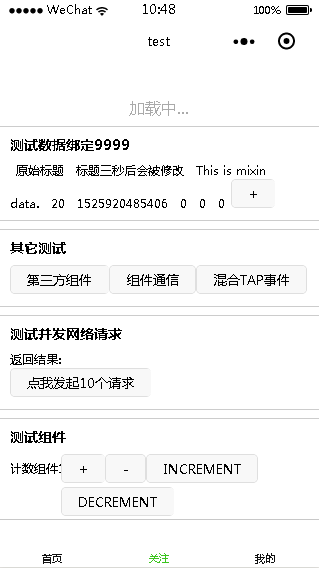 WeChat 10:48 100%
test
加载中...
测试数据绑定9999
原始标题 标题三秒后会被修改 This is mixin
data. 20 1525920485406 0 0 0 +
其它测试
第三方组件 组件通信 混合TAP事件
测试并发网络请求
返回结果:
点我发起10个请求
测试组件
计数组件 + - INCREMENT
DECREMENT
首页 关注 我的